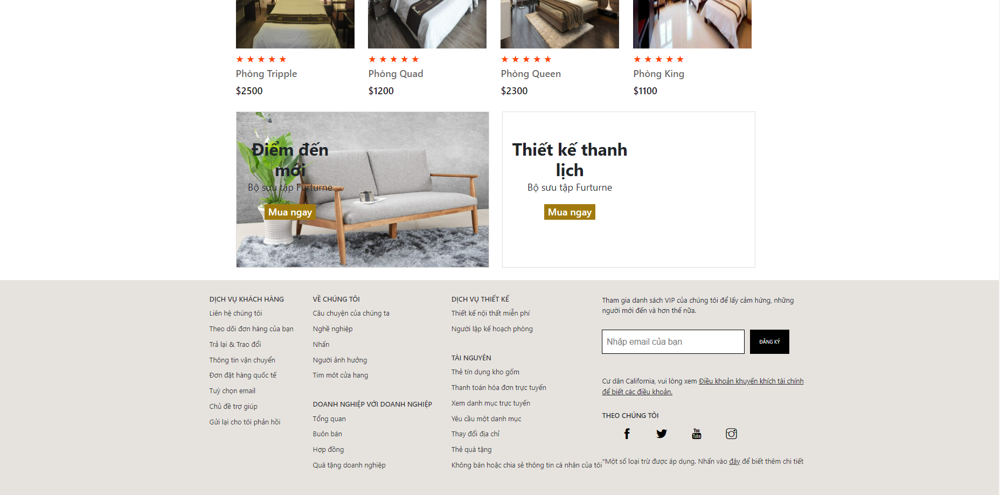 ★ ★ ★ ★ ★
Phòng Tripple
$2500
★ ★ ★ ★ ★
Phòng Quad
$1200
★ ★ ★ ★ ★
Phòng Queen
$2300
★ ★ ★ ★ ★
Phòng King
$1100
Điểm đến
mới
Bộ sưu tập Furturne
Mua ngay
Thiết kế thanh
lịch
Bộ sưu tập Furturne
Mua ngay
DỊCH VỤ KHÁCH HÀNG
Liên hệ chúng tôi
Theo dõi đơn hàng của bạn
Trả lại & Trao đổi
Thông tin vận chuyển
Đơn đặt hàng quốc tế
Tuỳ chọn email
Chủ đề trợ giúp
Gửi lại cho tôi phản hồi
VỀ CHÚNG TÔI
Câu chuyện của chúng ta
Nghề nghiệp
Nhấn
Người ảnh hưởng
Tim môt cửa hang
DOANH NGHIỆP VỚI DOANH NGHIỆP
Tổng quan
Buôn bán
Hợp đồng
Quà tặng doanh nghiệp
DỊCH VỤ THIẾT KẾ
Thiết kế nội thất miễn phí
Người lập kế hoạch phòng
TÀI NGUYÊN
Thẻ tín dụng kho gốm
Thanh toán hóa đơn trực tuyến
Xem danh mục trực tuyến
Yêu cầu một danh mục
Thay đổi địa chỉ
Thẻ quà tặng
Không bán hoặc chia sẻ thông tin cá nhân của tôi
Tham gia danh sách VIP của chúng tôi để lấy cảm hứng, những
người mới đến và hơn thế nữa.
Nhập email của bạn
ĐĂNG KÝ
Cư dân California, vui lòng xem Điều khoản khuyến khích tài chính
để biết các điều khoản.
THEO CHÚNG TÔI
You
Tube
*Một số loại trừ được áp dụng. Nhấn vào đây để biết thêm chi tiết